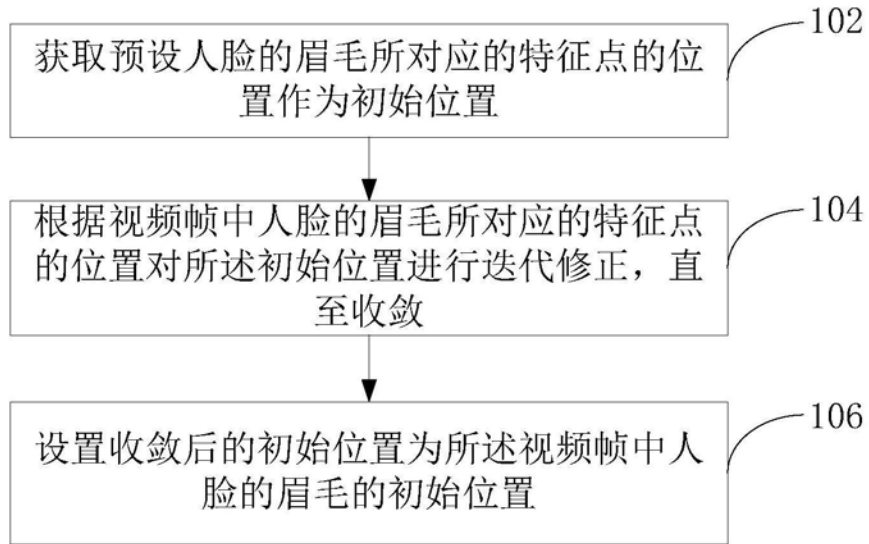 获取预设人脸的眉毛所对应的特征点的位
置作为初始位置
102
根据视频帧中人脸的眉毛所对应的特征点
的位置对所述初始位置进行迭代修正，直
至收敛
104
设置收敛后的初始位置为所述视频帧中人
脸的眉毛的初始位置
106